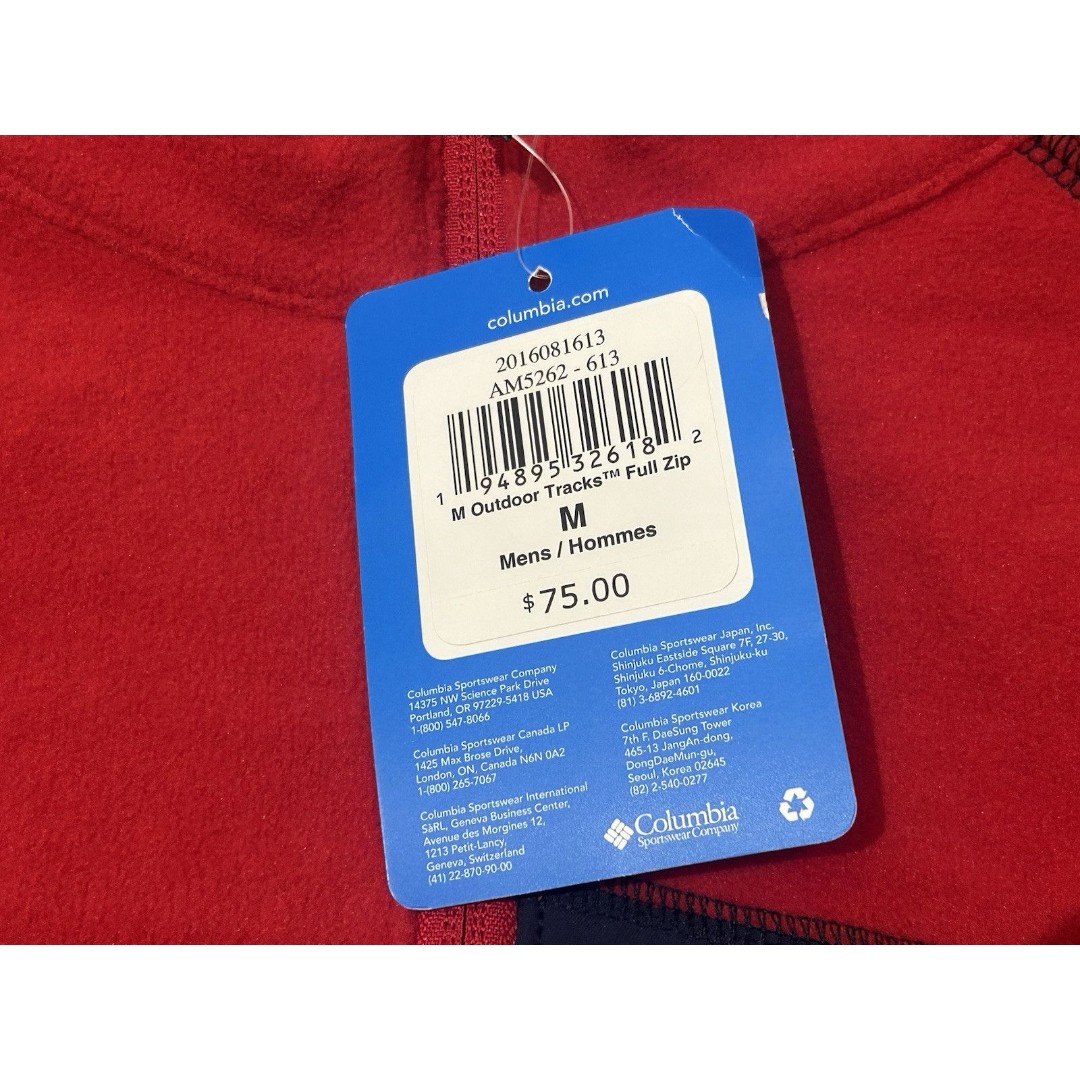 columbia.com
2016081613
AM5262 - 613
1 94895 32618 2
M Outdoor Tracks™ Full Zip
M
Mens / Hommes
$75.00
Columbia Sportswear Company
14375 NW Science Park Drive
Portland, OR 97229-5418 USA
1-(800) 547-8066
Columbia Sportswear Canada LP
1425 Max Brose Drive,
London, ON, Canada N6N 0A2
1-(800) 265-7067
Columbia Sportswear International
SàRL, Geneva Business Center,
Avenue des Morgines 12,
1213 Petit-Lancy,
Geneva, Switzerland
(41) 22-870-90-00
Columbia Sportswear Japan, Inc.
Shinjuku Eastside Square 7F, 27-30,
Shinjuku 6-Chome, Shinjuku-ku
Tokyo, Japan 160-0022
(81) 3-6892-4601
Columbia Sportswear Korea
7th F. DaeSung Tower
465-13 JangAn-dong,
DongDaeMun-gu,
Seoul, Korea 02645
(82) 2-540-0277
Columbia
Sportswear Company